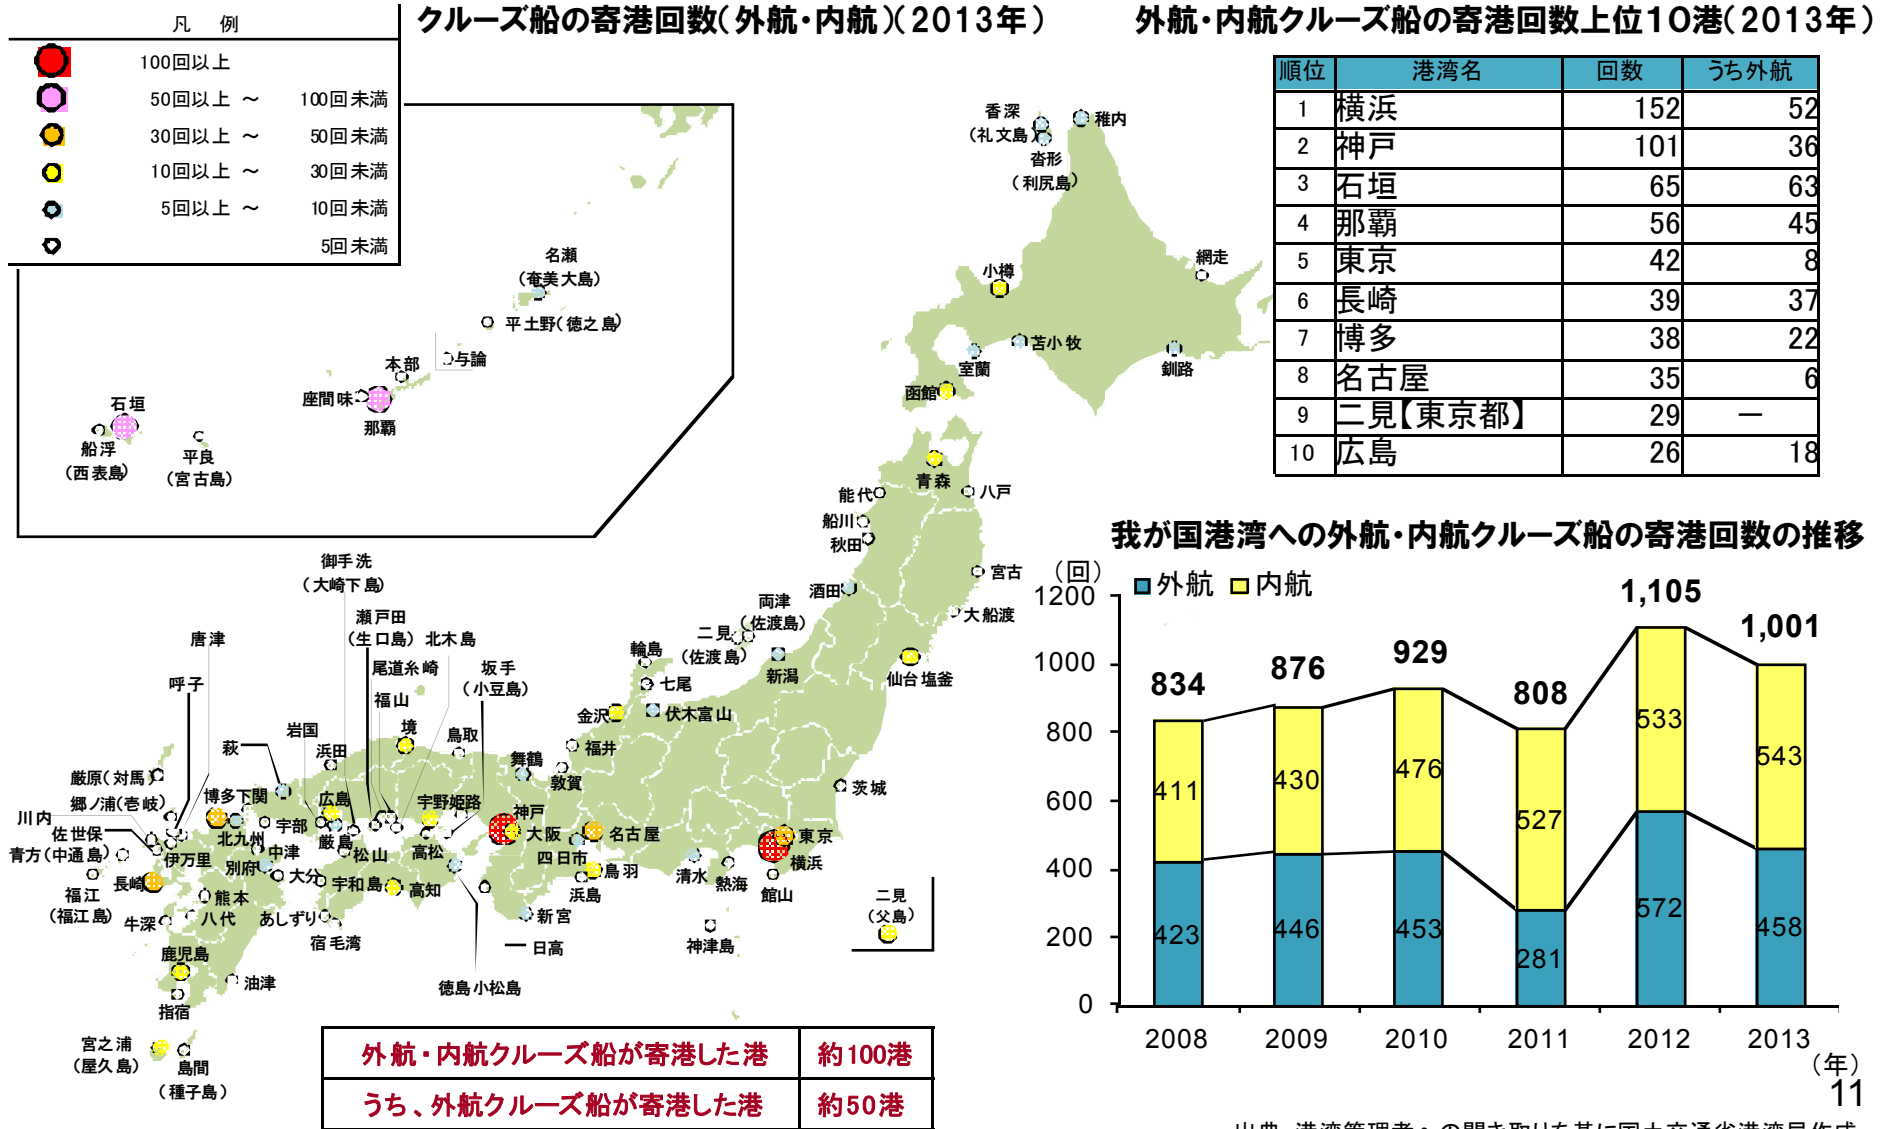 クルーズ船の寄港回数(外航・内航)(2013年)
凡 例
100回以上
50回以上 ～ 100回未満
30回以上 ～ 50回未満
10回以上 ～ 30回未満
5回以上 ～ 10回未満
5回未満
名瀬
(奄美大島)
平土野(徳之島)
与論
本部
座間味
那覇
石垣
船浮
(西表島)
平良
(宮古島)
香深
(礼文島)
稚内
沓形
(利尻島)
網走
小樽
苫小牧
室蘭
釧路
函館
青森
八戸
能代
船川
秋田
宮古
酒田
大船渡
両津
(佐渡島)
二見
(佐渡島)
新潟
仙台塩釜
輪島
七尾
金沢
伏木富山
福井
敦賀
舞鶴
鳥取
境
茨城
御手洗
(大崎下島)
瀬戸田
(生口島)
北木島
尾道糸崎
坂手
(小豆島)
福山
唐津
呼子
岩国
浜田
萩
厳原(対馬)
郷ノ浦(壱岐)
博多
下関
広島
宇野
姫路
神戸
川内
佐世保
北九州
宇部
厳島
大阪
名古屋
東京
青方(中通島)
伊万里
中津
松山
高松
四日市
横浜
別府
長崎
大分
宇和島
高知
鳥羽
清水
熱海
福江
(福江島)
熊本
浜島
館山
二見
(父島)
牛深
八代
あしずり
宿毛湾
新宮
神津島
日高
鹿児島
油津
徳島小松島
指宿
宮之浦
(屋久島)
島間
(種子島)
外航・内航クルーズ船が寄港した港 約100港
うち、外航クルーズ船が寄港した港 約50港
外航・内航クルーズ船の寄港回数上位10港(2013年)
順位 港湾名 回数 うち外航
1 横浜 152 52
2 神戸 101 36
3 石垣 65 63
4 那覇 56 45
5 東京 42 8
6 長崎 39 37
7 博多 38 22
8 名古屋 35 6
9 二見【東京都】 29 －
10 広島 26 18
我が国港湾への外航・内航クルーズ船の寄港回数の推移
(回)
外航 内航
1200
1000
800
600
400
200
0
834 876 929 808 1,105 1,001
411 430 476 527 533 543
423 446 453 281 572 458
2008 2009 2010 2011 2012 2013
(年)
11